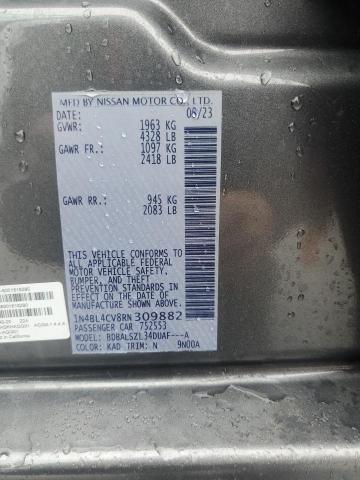 MFD BY NISSAN MOTOR CO., LTD.
DATE: 08/23
GVWR: 1963 KG
4328 LB
GAWR FR.: 1097 KG
2418 LB
GAWR RR.: 945 KG
2083 LB
THIS VEHICLE CONFORMS TO ALL
APPLICABLE FEDERAL MOTOR
VEHICLE SAFETY,
BUMPER, AND THEFT PREVENTION
STANDARDS IN EFFECT ON THE DATE
OF MANUFACTURE SHOWN ABOVE.
1N4BL4CV8RN309882
PASSENGER CAR 752553
MODEL: BDBALSZL34DUAF---A
COLOR: KAD TRIM: N 9N00A